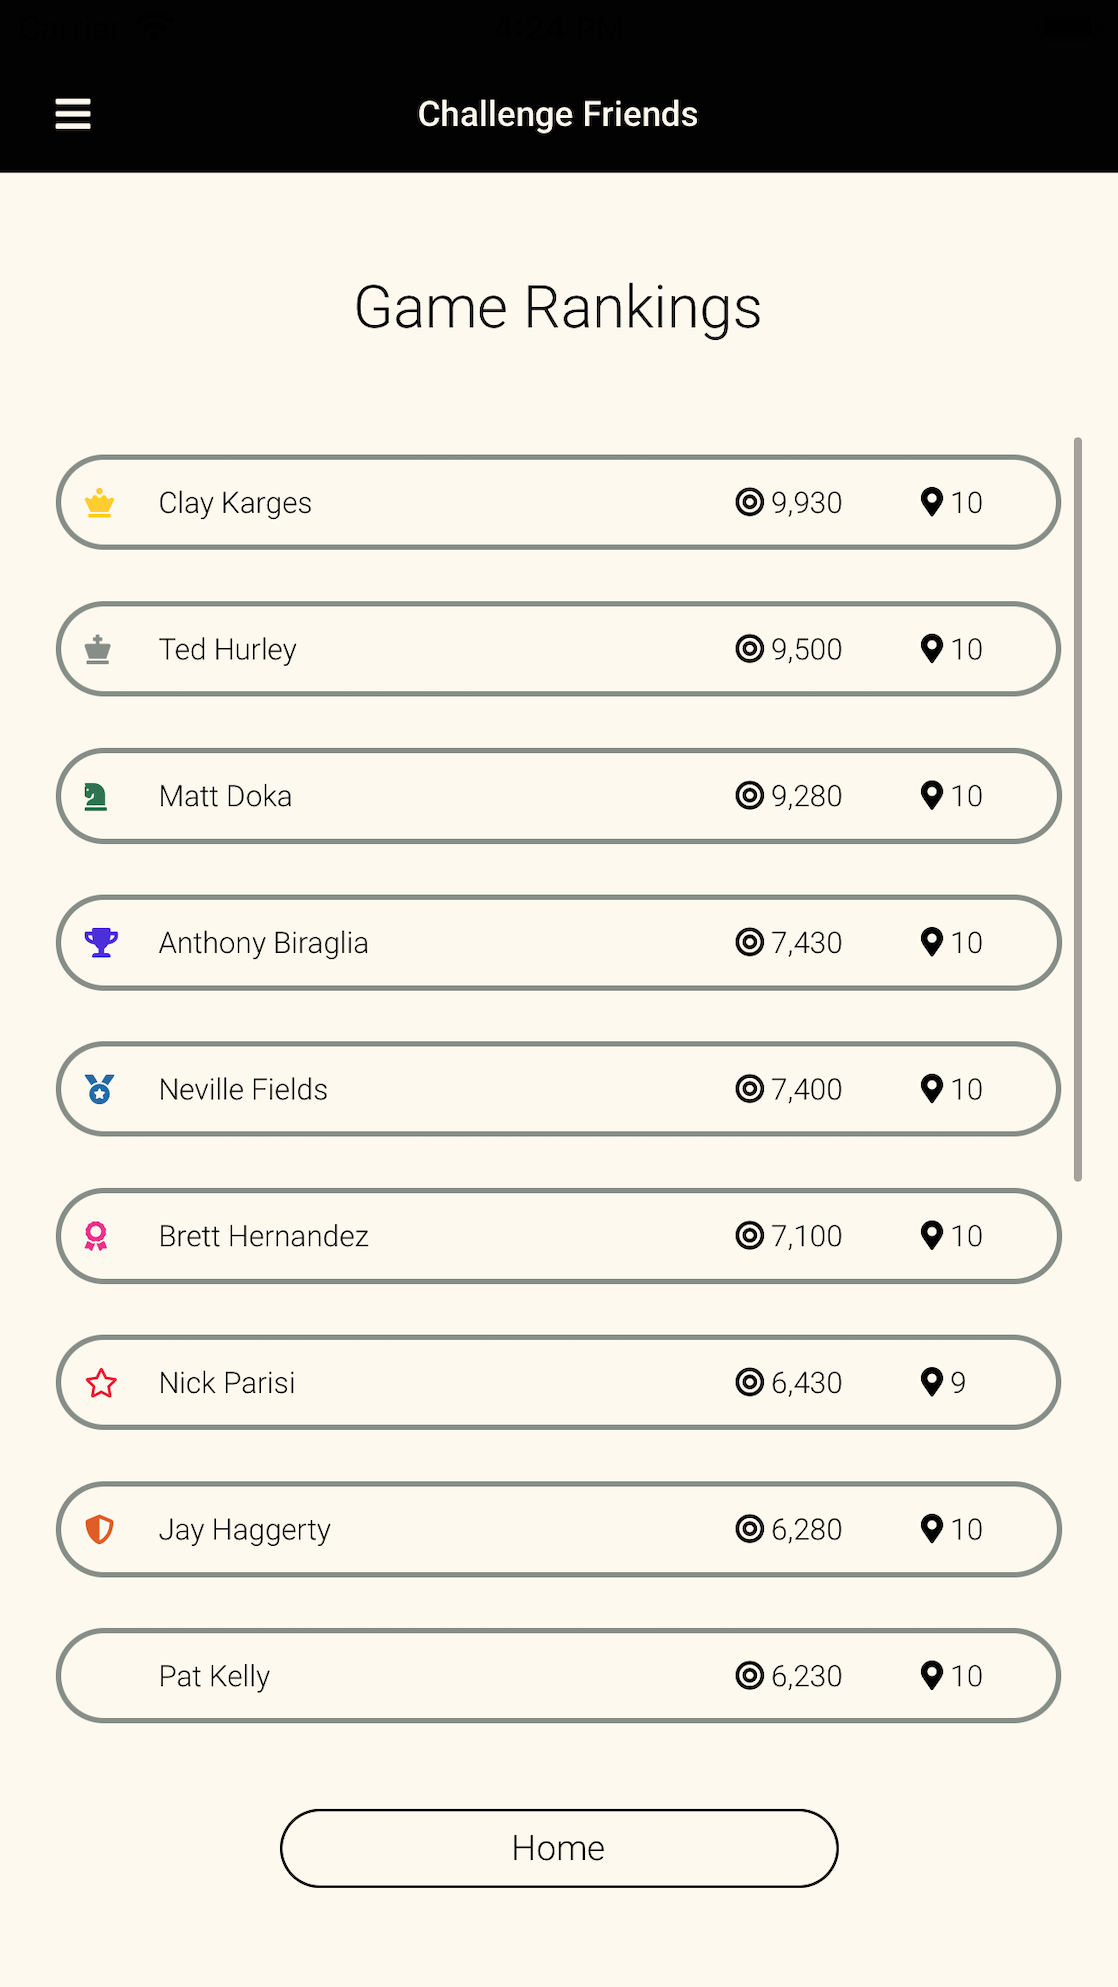 Challenge Friends
Game Rankings
Clay Karges 9,930 10
Ted Hurley 9,500 10
Matt Doka 9,280 10
Anthony Biraglia 7,430 10
Neville Fields 7,400 10
Brett Hernandez 7,100 10
Nick Parisi 6,430 9
Jay Haggerty 6,280 10
Pat Kelly 6,230 10
Home